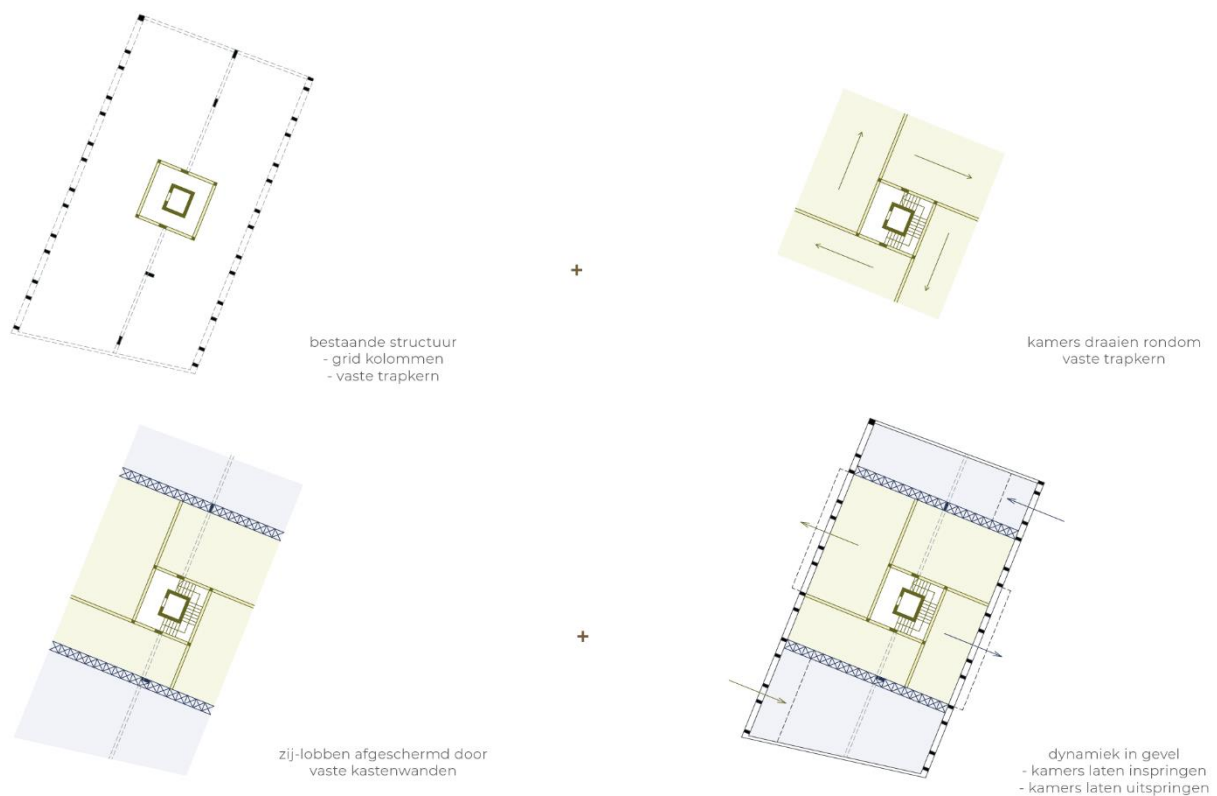 bestaande structuur
- grid kolommen
- vaste trapkern
+
kamers draaien rondom
vaste trapkern
zij-lobben afgeschermd door
vaste kastenwanden
+
dynamiek in gevel
- kamers laten inspringen
- kamers laten uitspringen